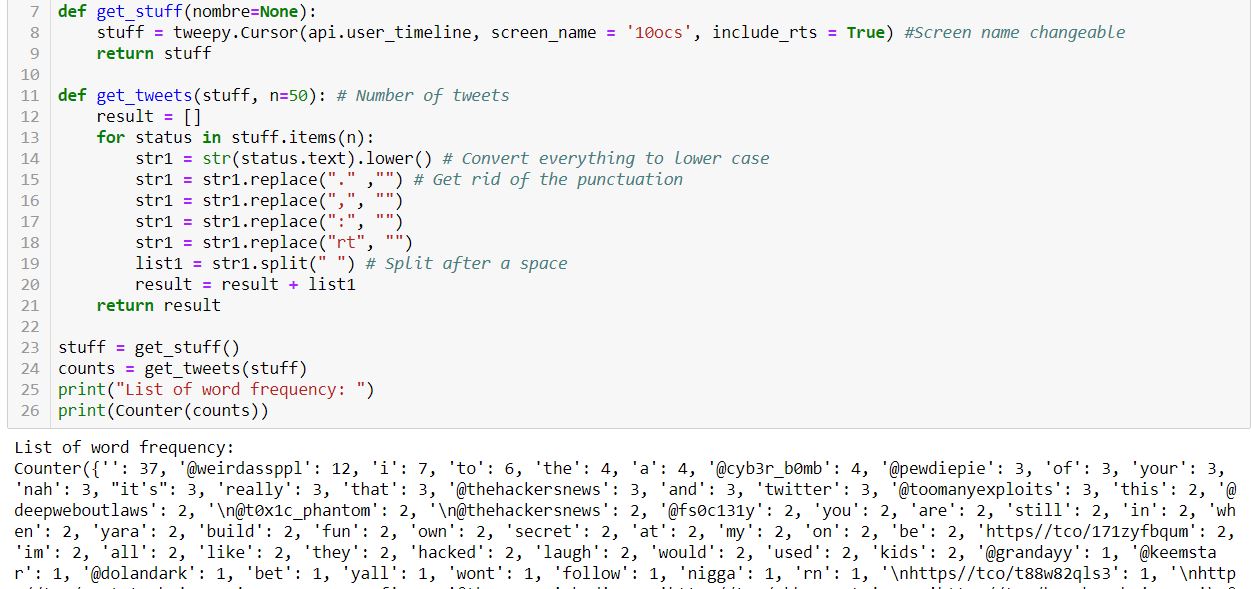 7 def get_stuff(nombre=None):
8     stuff = tweepy.Cursor(api.user_timeline, screen_name = '10ocs', include_rts = True) #Screen name changeable
9     return stuff
10
11 def get_tweets(stuff, n=50): # Number of tweets
12     result = []
13     for status in stuff.items(n):
14         str1 = str(status.text).lower() # Convert everything to lower case
15         str1 = str1.replace("." ,"") # Get rid of the punctuation
16         str1 = str1.replace(",", "")
17         str1 = str1.replace(":", "")
18         str1 = str1.replace("rt", "")
19         list1 = str1.split(" ") # Split after a space
20         result = result + list1
21     return result
22
23 stuff = get_stuff()
24 counts = get_tweets(stuff)
25 print("List of word frequency: ")
26 print(Counter(counts))
List of word frequency:
Counter({'': 37, '@weirdassppl': 12, 'i': 7, 'to': 6, 'the': 4, 'a': 4, '@cyb3r_b0mb': 4, '@pewdiepie': 3, 'of': 3, 'your': 3,
'nah': 3, "it's": 3, 'really': 3, 'that': 3, '@thehackersnews': 3, 'and': 3, 'twitter': 3, '@toomanyexploits': 3, 'this': 2, '@
deepweboutlaws': 2, '\n@t0x1c_phantom': 2, '\n@thehackersnews': 2, '@fs0c131y': 2, 'you': 2, 'are': 2, 'still': 2, 'in': 2, 'wh
en': 2, 'yara': 2, 'build': 2, 'fun': 2, 'own': 2, 'secret': 2, 'at': 2, 'my': 2, 'on': 2, 'be': 2, 'https//tco/171zyfbqum': 2,
'im': 2, 'all': 2, 'like': 2, 'they': 2, 'hacked': 2, 'laugh': 2, 'would': 2, 'used': 2, 'kids': 2, '@grandayy': 1, '@keemsta
r': 1, '@dolandark': 1, 'bet': 1, 'yall': 1, 'wont': 1, 'follow': 1, 'nigga': 1, 'rn': 1, '\nhttps//tco/t88w82qls3': 1, '\nhttp